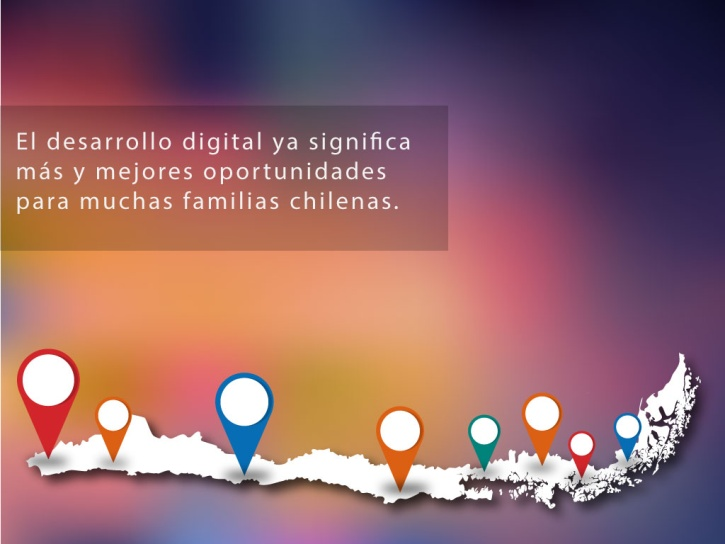 El desarrollo digital ya significa
más y mejores oportunidades
para muchas familias chilenas.